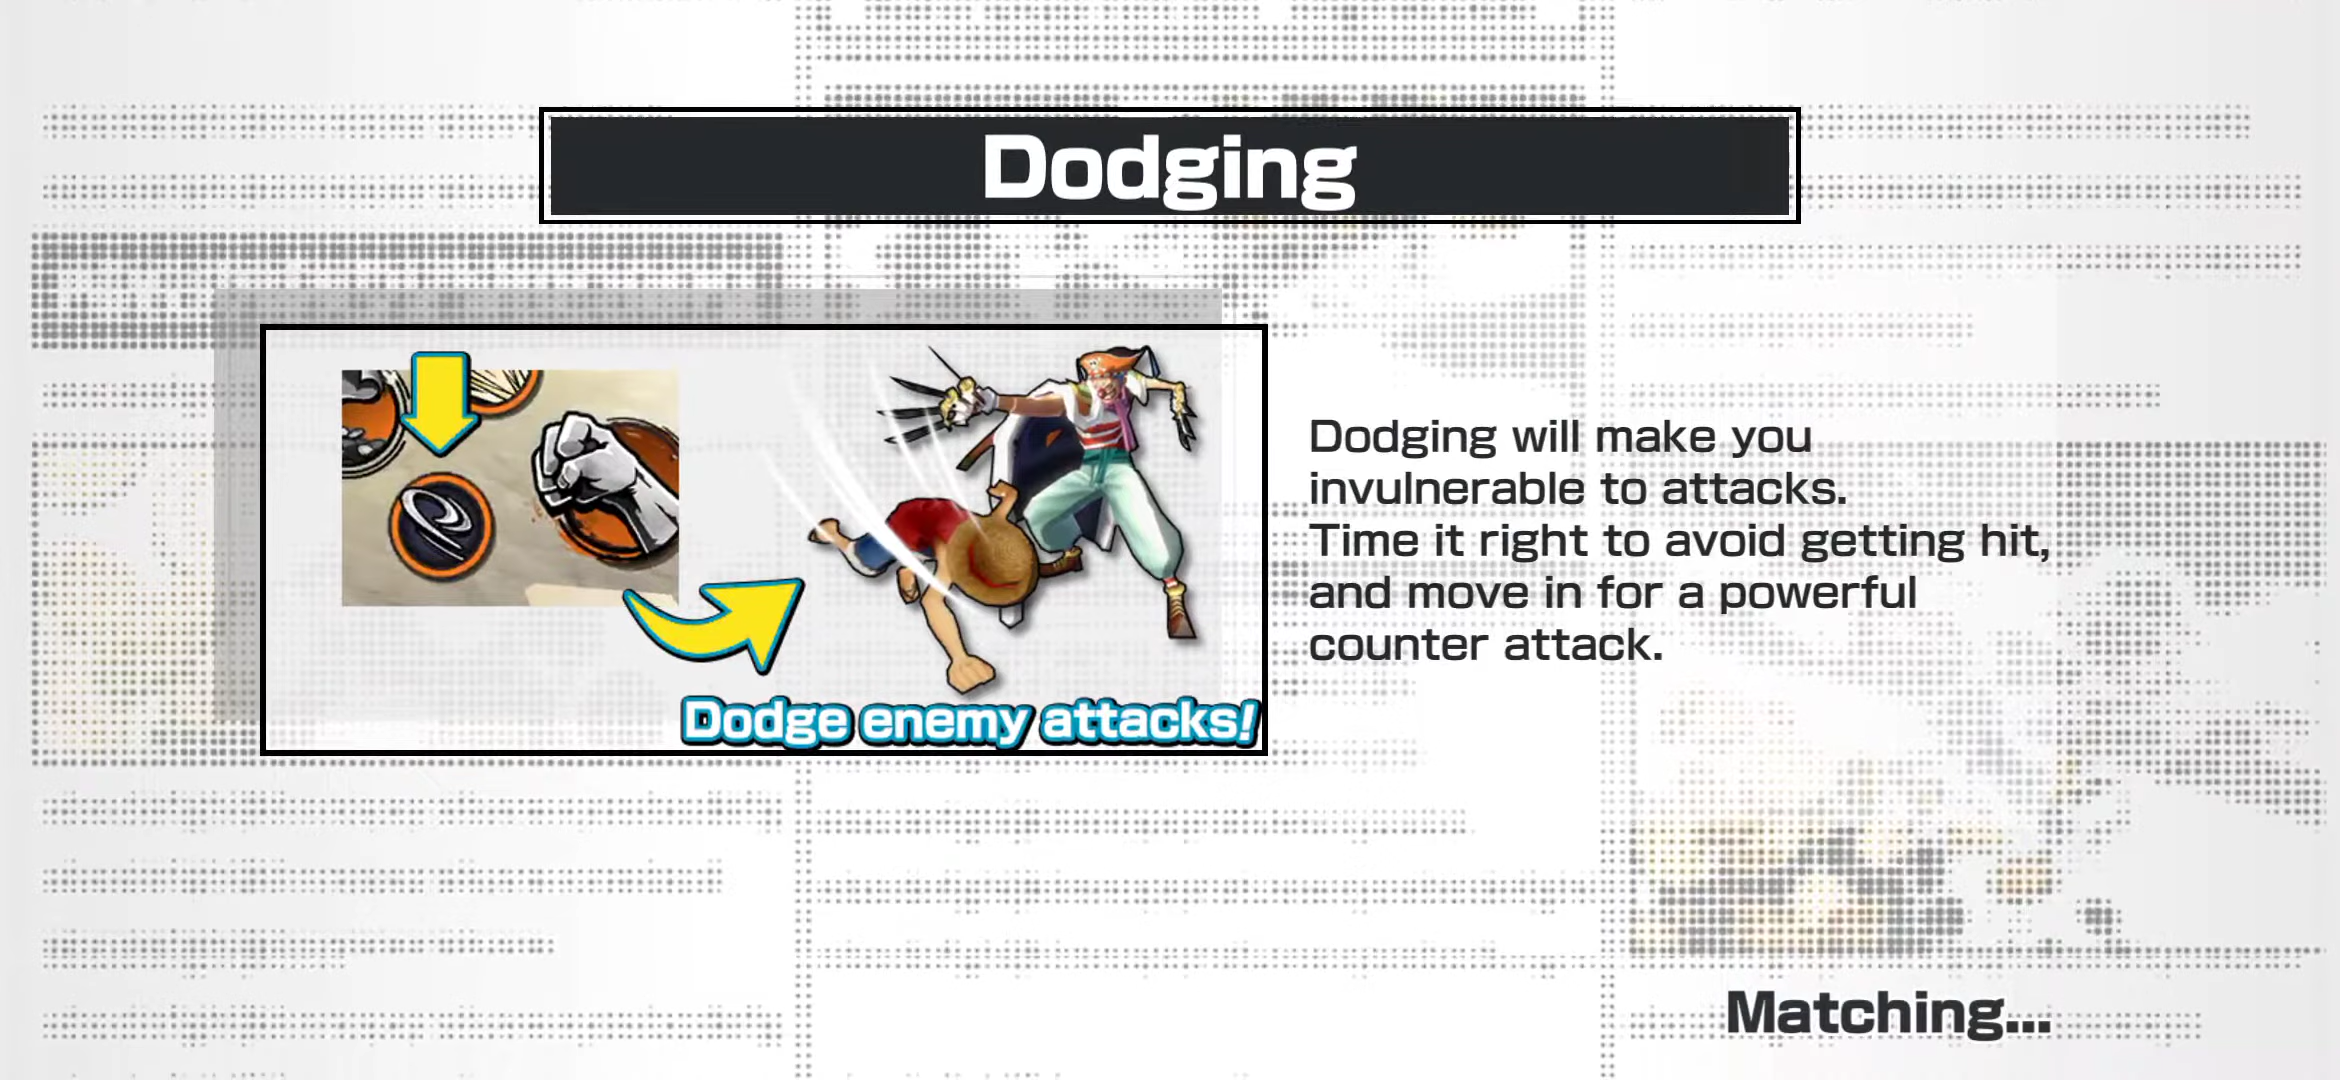 Dodging
Dodge enemy attacks!
Dodging will make you
invulnerable to attacks.
Time it right to avoid getting hit,
and move in for a powerful
counter attack.
Matching...